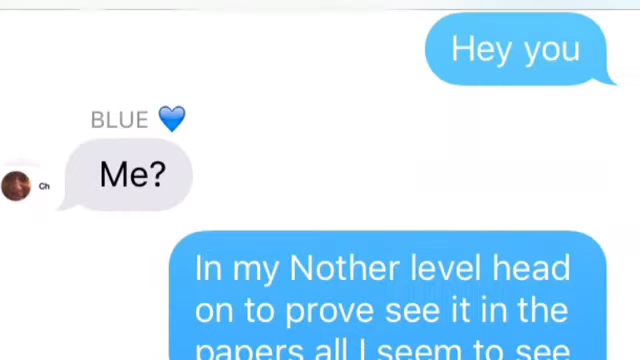 Hey you
BLUE 💙
Me?
Ch
In my Nother level head
on to prove see it in the
papers all I seem to see